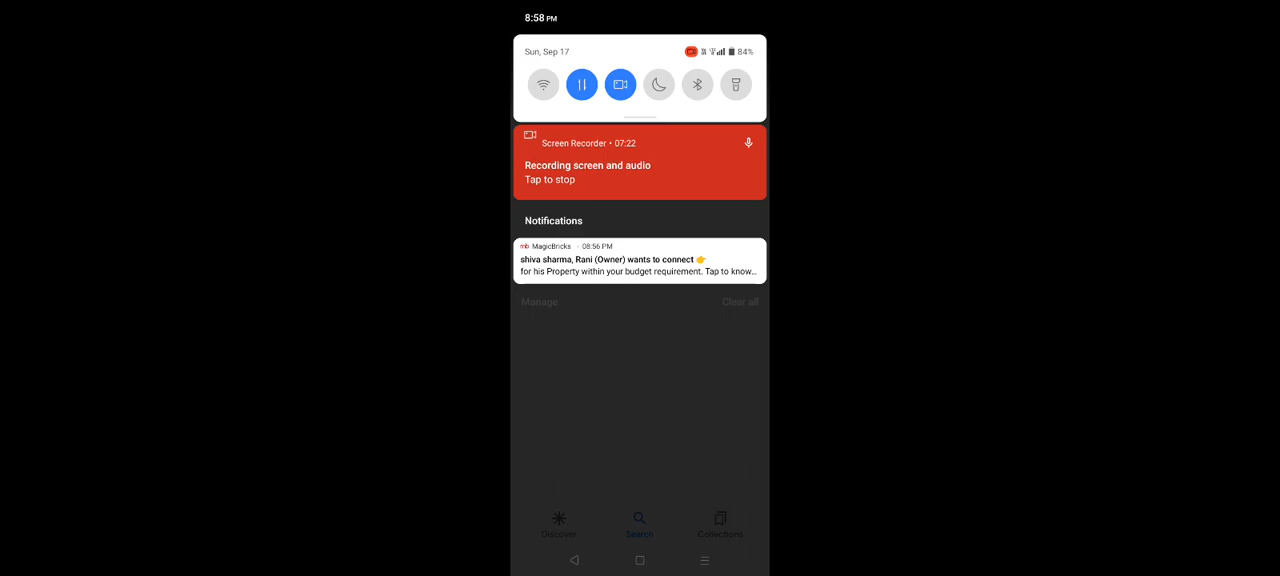 8:58 PM
Sun, Sep 17
84%
Screen Recorder • 07:22
Recording screen and audio
Tap to stop
Notifications
mb MagicBricks · 08:56 PM
shiva sharma, Rani (Owner) wants to connect 👉
for his Property within your budget requirement. Tap to know...
Manage Clear all
Discover Search Collections